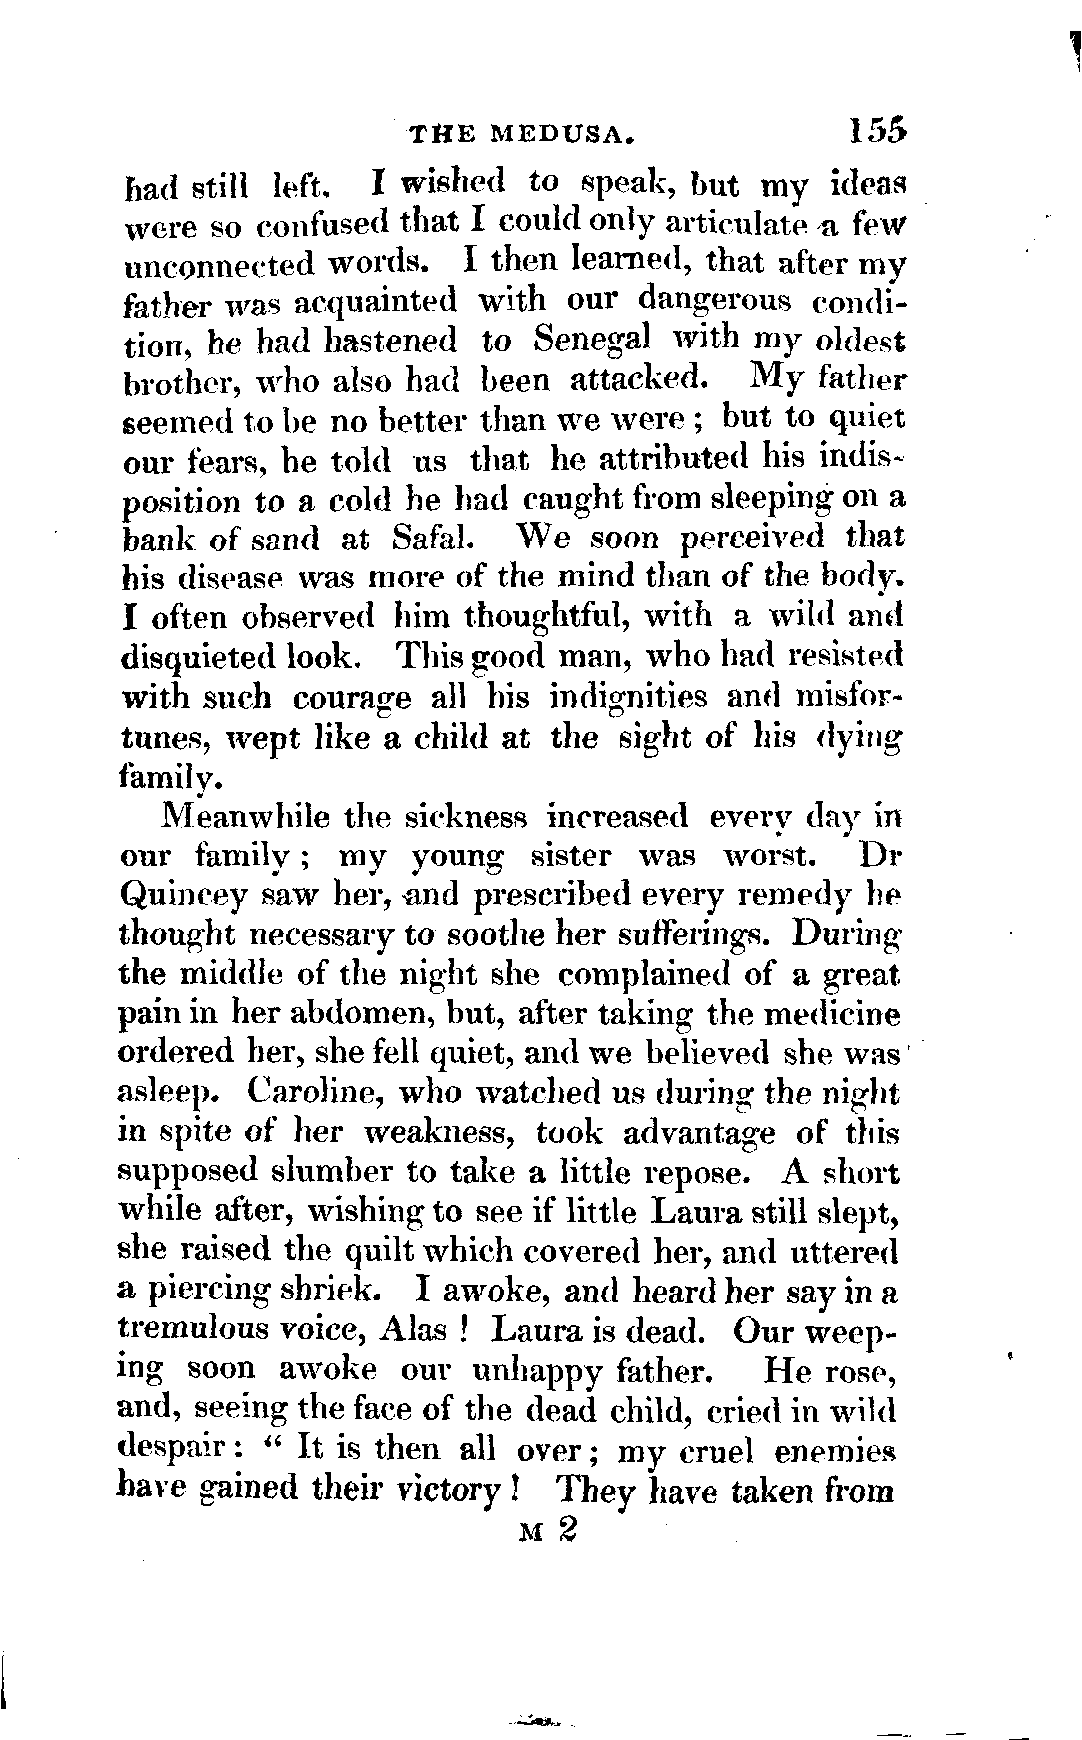 THE MEDUSA. 155
had still left. I wished to speak, but my ideas
were so confused that I could only articulate a few
unconnected words. I then learned, that after my
father was acquainted with our dangerous condi-
tion, he had hastened to Senegal with my oldest
brother, who also had been attacked. My father
seemed to be no better than we were ; but to quiet
our fears, he told us that he attributed his indis-
position to a cold he had caught from sleeping on a
bank of sand at Safal. We soon perceived that
his disease was more of the mind than of the body.
I often observed him thoughtful, with a wild and
disquieted look. This good man, who had resisted
with such courage all his indignities and misfor-
tunes, wept like a child at the sight of his dying
family.
Meanwhile the sickness increased every day in
our family ; my young sister was worst. Dr
Quincey saw her, and prescribed every remedy he
thought necessary to soothe her sufferings. During
the middle of the night she complained of a great
pain in her abdomen, but, after taking the medicine
ordered her, she fell quiet, and we believed she was
asleep. Caroline, who watched us during the night
in spite of her weakness, took advantage of this
supposed slumber to take a little repose. A short
while after, wishing to see if little Laura still slept,
she raised the quilt which covered her, and uttered
a piercing shriek. I awoke, and heard her say in a
tremulous voice, Alas ! Laura is dead. Our weep-
ing soon awoke our unhappy father. He rose,
and, seeing the face of the dead child, cried in wild
despair : “ It is then all over ; my cruel enemies
have gained their victory ! They have taken from
M 2